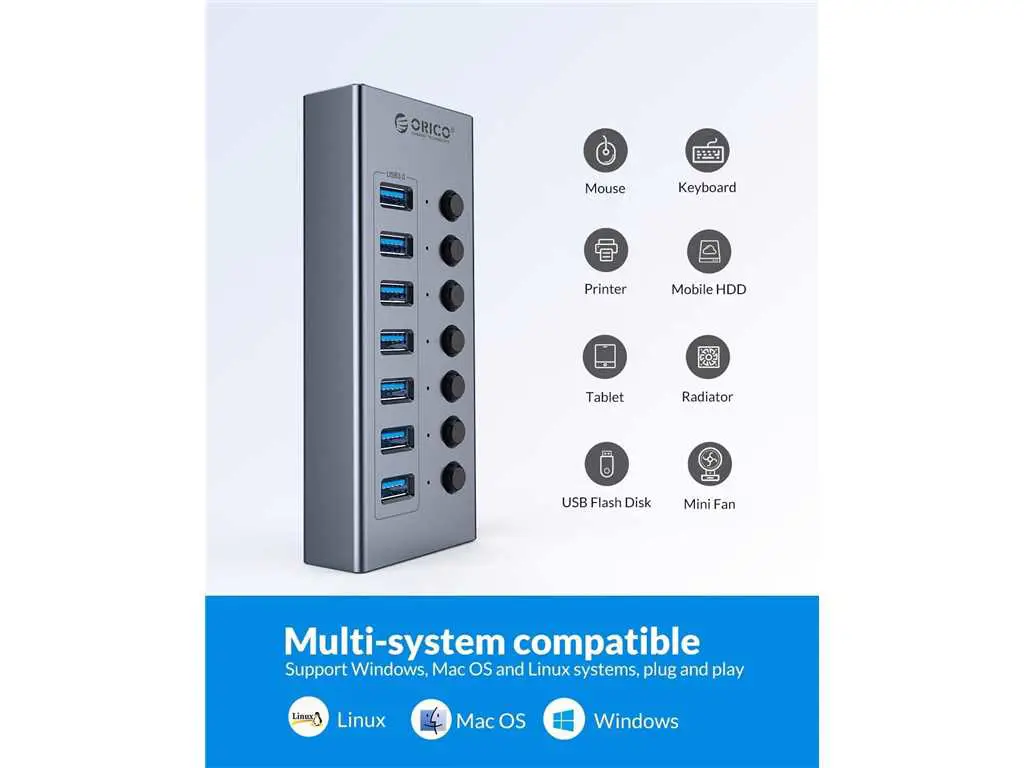 ORICO
USB3.0
Mouse
Keyboard
Printer
Mobile HDD
Tablet
Radiator
USB Flash Disk
Mini Fan
Multi-system compatible
Support Windows, Mac OS and Linux systems, plug and play
Linux
Linux
Mac OS
Windows